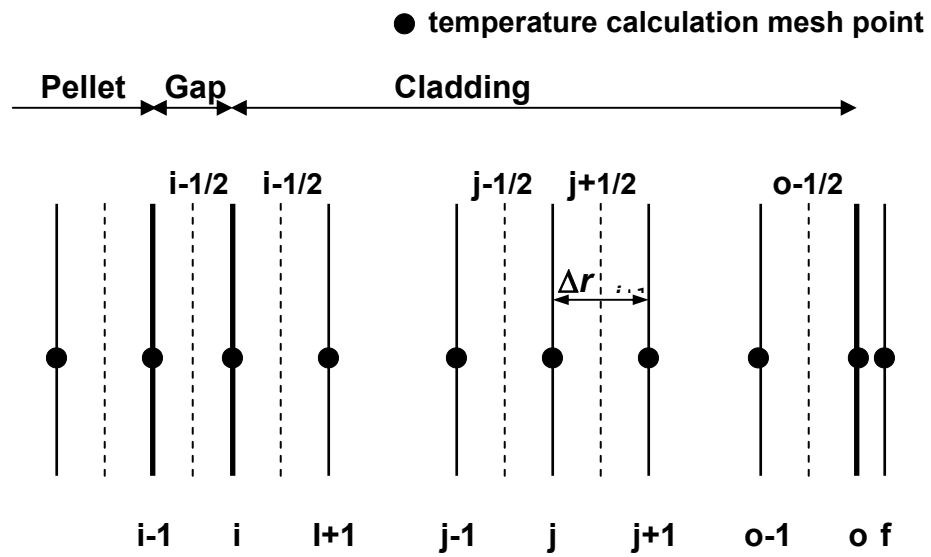 temperature calculation mesh point
Pellet Gap Cladding
i-1/2 i-1/2 j-1/2 j+1/2 o-1/2
Δr
i-1 i I+1 j-1 j j+1 o-1 o f